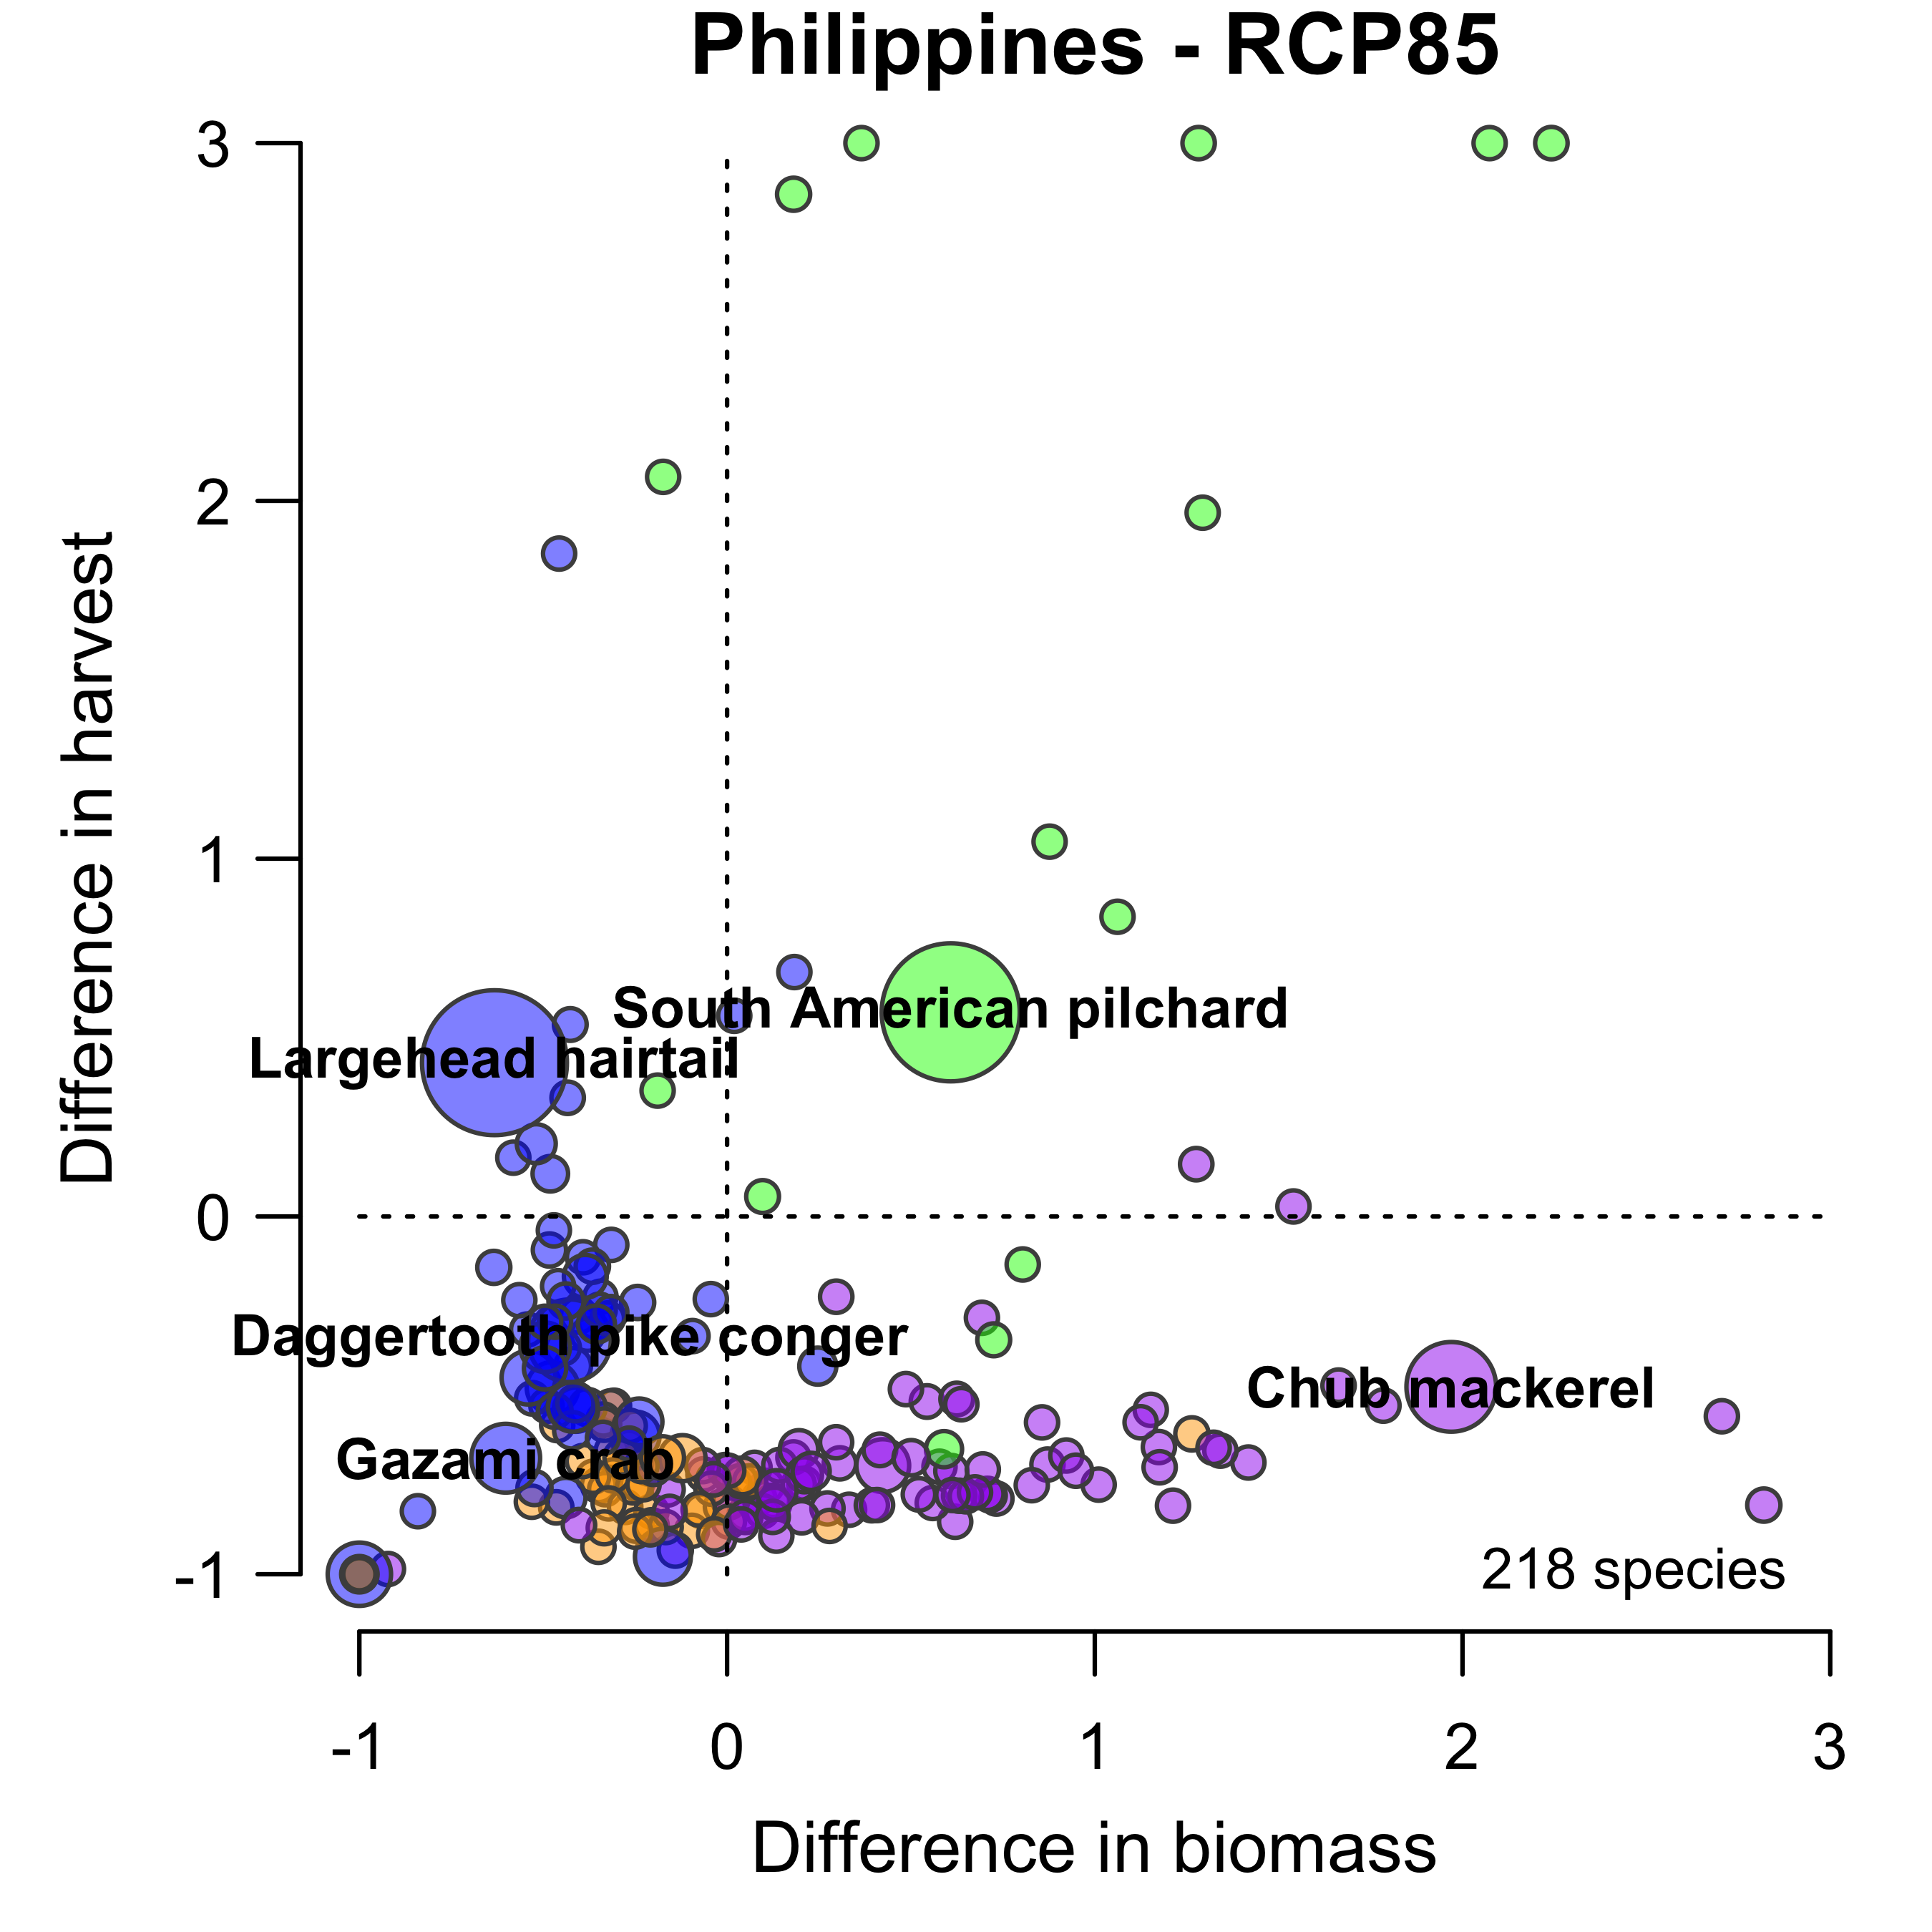 Philippines - RCP85
3
2
1
0
-1
Difference in harvest
South American pilchard
Largehead hairtail
Daggertooth pike conger
Chub mackerel
Gazami crab
218 species
-1 0 1 2 3
Difference in biomass